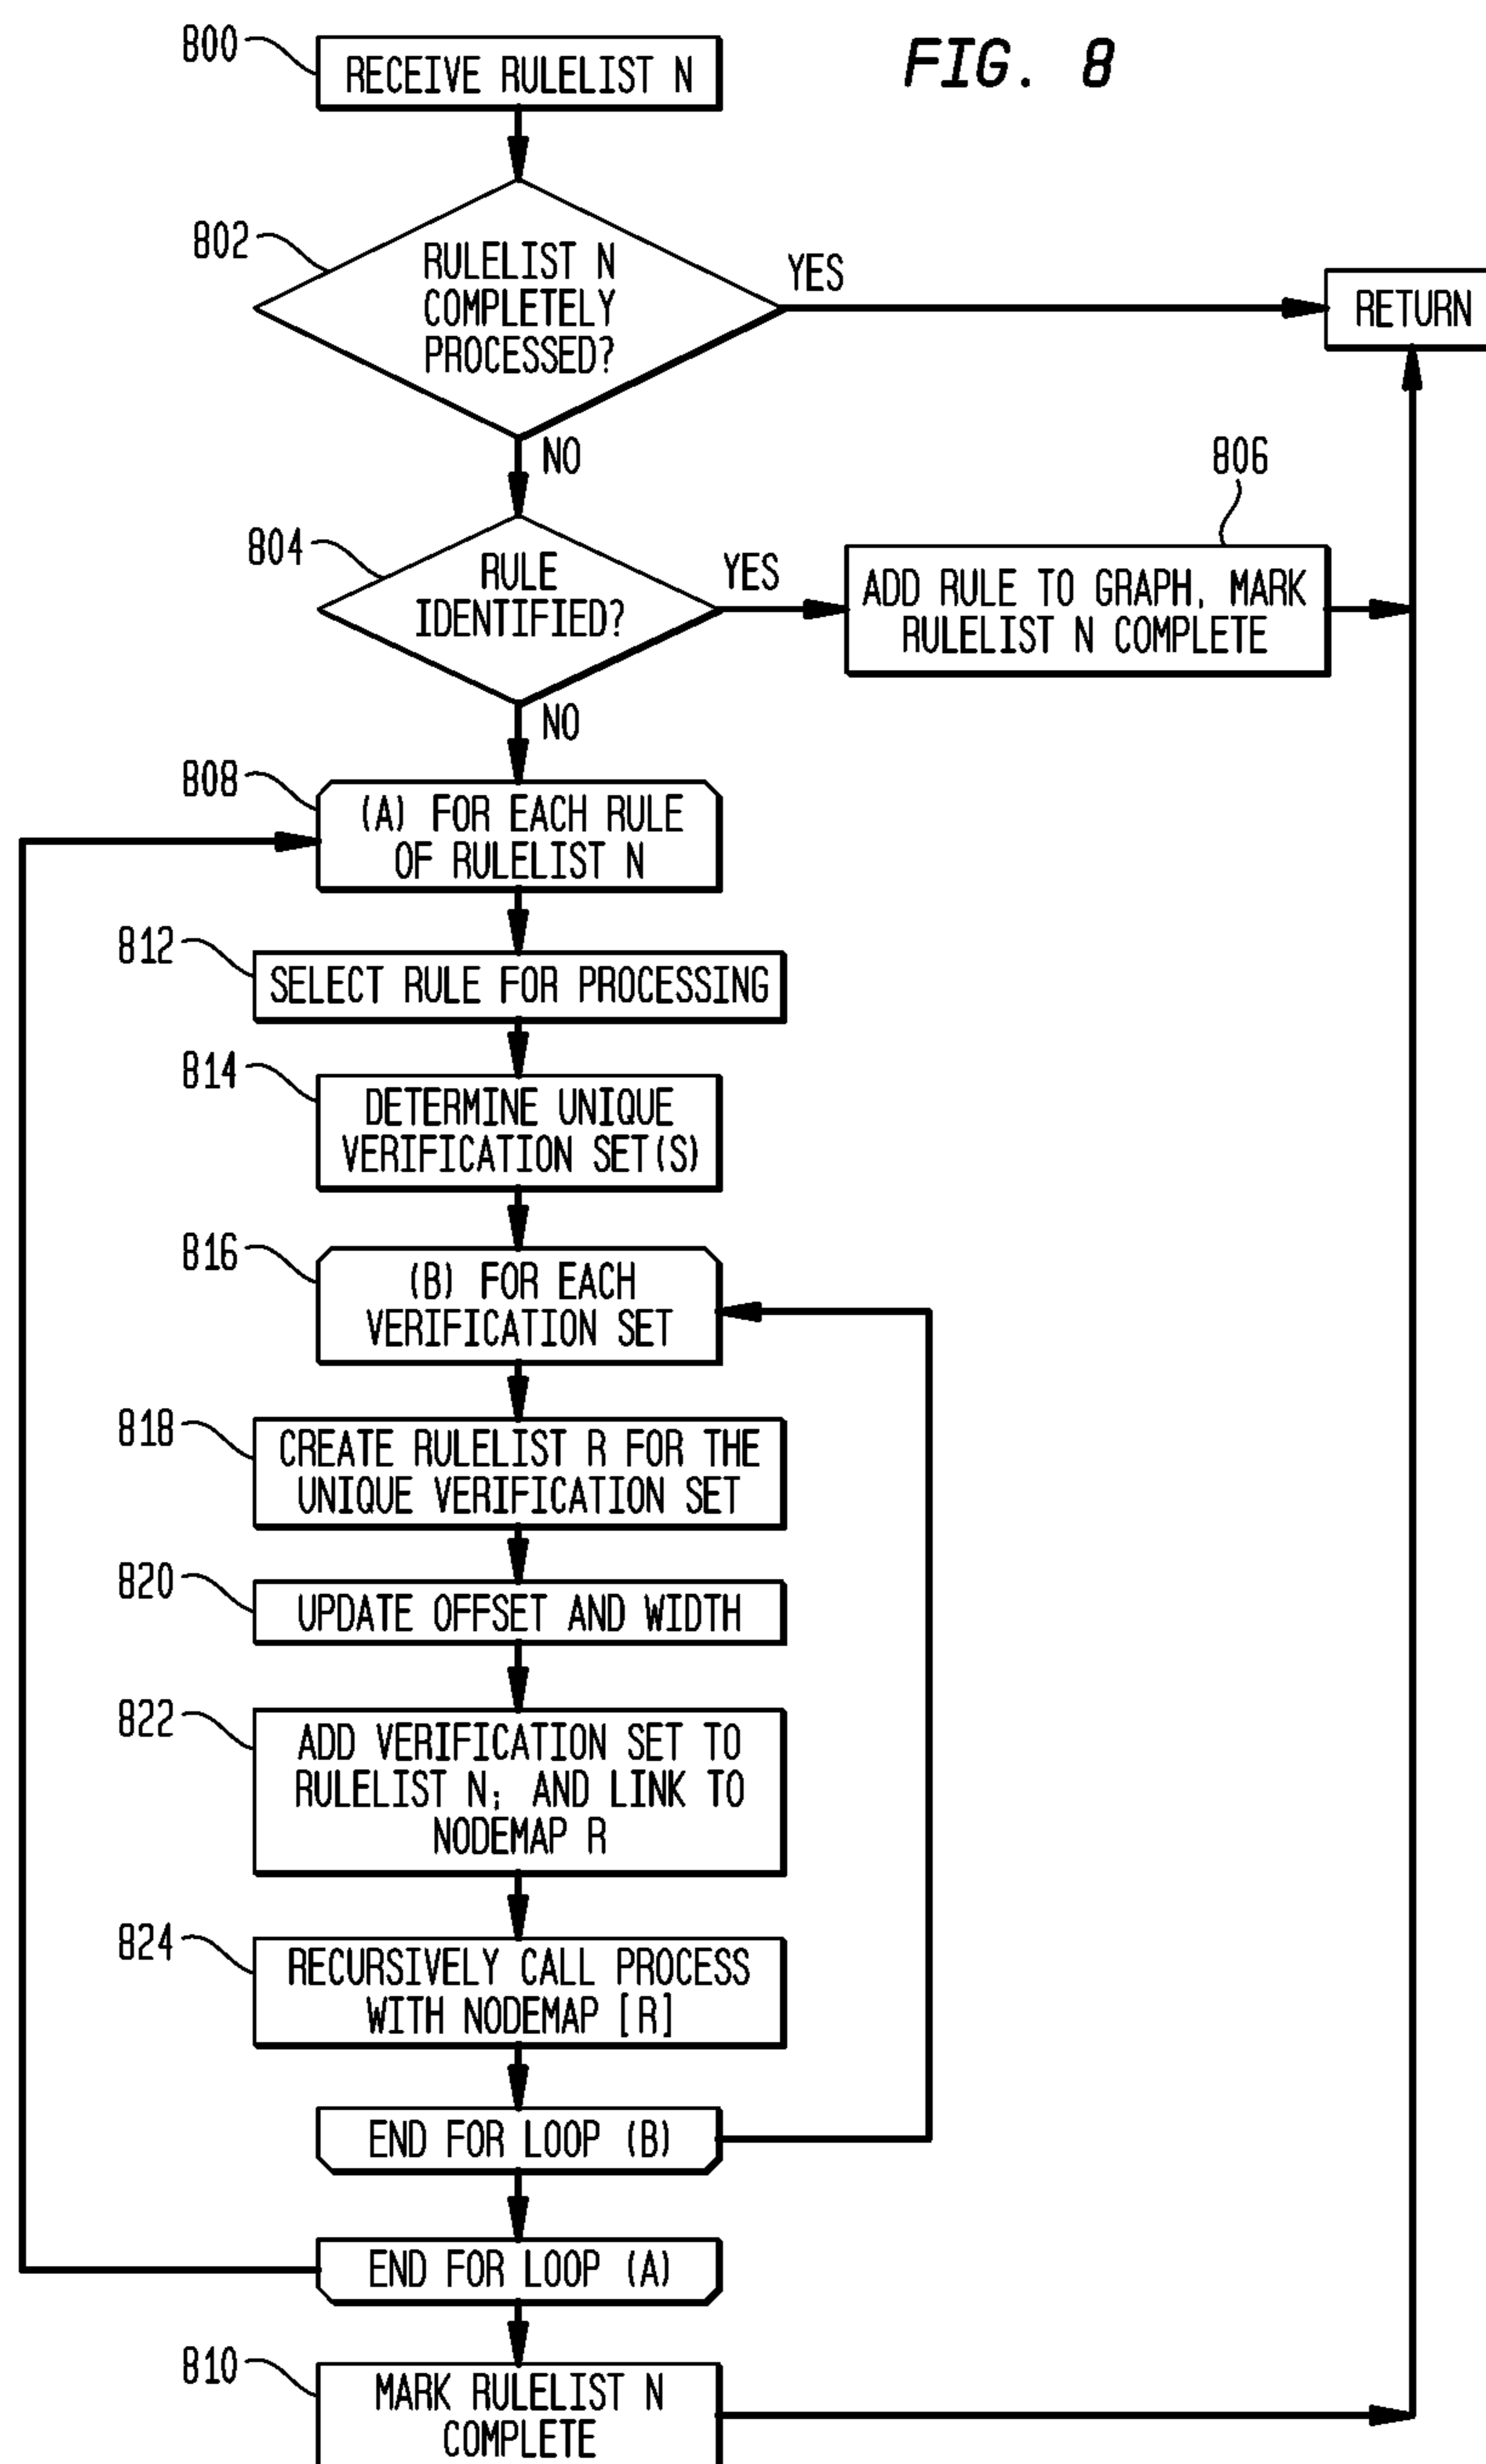 FIG. 8
800
RECEIVE RULELIST N
802
RULELIST N
COMPLETELY
PROCESSED?
YES
RETURN
NO
804
RULE
IDENTIFIED?
YES
806
ADD RULE TO GRAPH, MARK
RULELIST N COMPLETE
NO
808
(A) FOR EACH RULE
OF RULELIST N
812
SELECT RULE FOR PROCESSING
814
DETERMINE UNIQUE
VERIFICATION SET(S)
816
(B) FOR EACH
VERIFICATION SET
818
CREATE RULELIST R FOR THE
UNIQUE VERIFICATION SET
820
UPDATE OFFSET AND WIDTH
822
ADD VERIFICATION SET TO
RULELIST N; AND LINK TO
NODEMAP R
824
RECURSIVELY CALL PROCESS
WITH NODEMAP [R]
END FOR LOOP (B)
END FOR LOOP (A)
810
MARK RULELIST N
COMPLETE